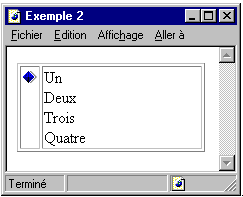 Exemple 2
Fichier Edition Affichage Aller à
Un
Deux
Trois
Quatre
Terminé